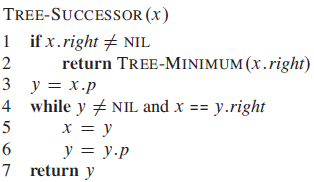 TREE-SUCCESSOR(x)
1 if x.right ≠ NIL
2 return TREE-MINIMUM(x.right)
3 y = x.p
4 while y ≠ NIL and x == y.right
5 x = y
6 y = y.p
7 return y